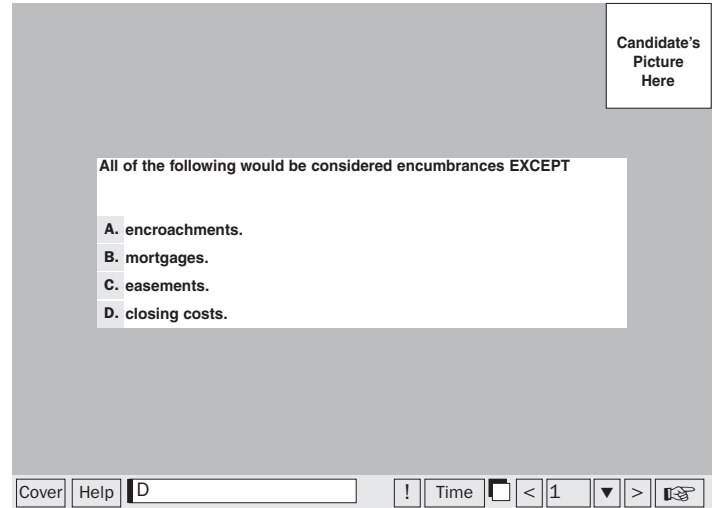 Candidate's
Picture
Here
All of the following would be considered encumbrances EXCEPT
A. encroachments.
B. mortgages.
C. easements.
D. closing costs.
Cover Help D ! Time < 1 ▼ > ☞